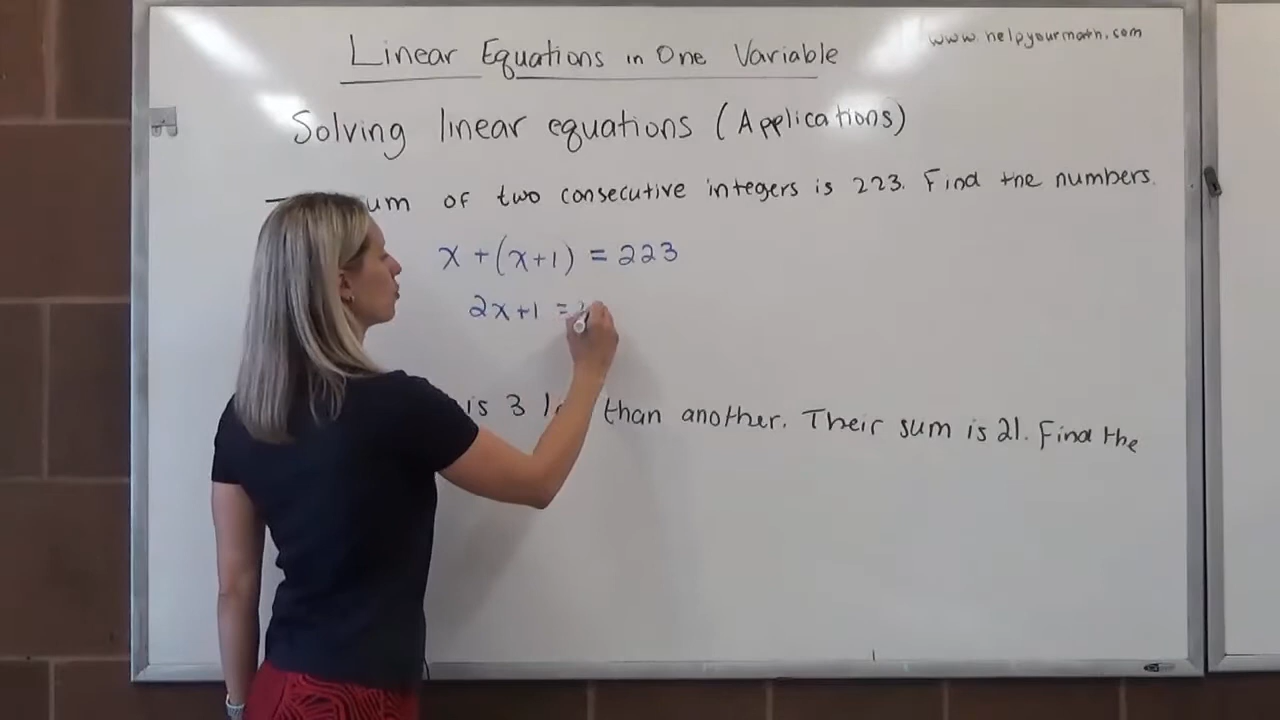 www.helpyourmath.com
Linear Equations in One Variable
Solving linear equations (Applications)
of two consecutive integers is 223. Find the numbers.
x + (x+1) = 223
2x+1 =
is 3 than another. Their sum is 21. Find the